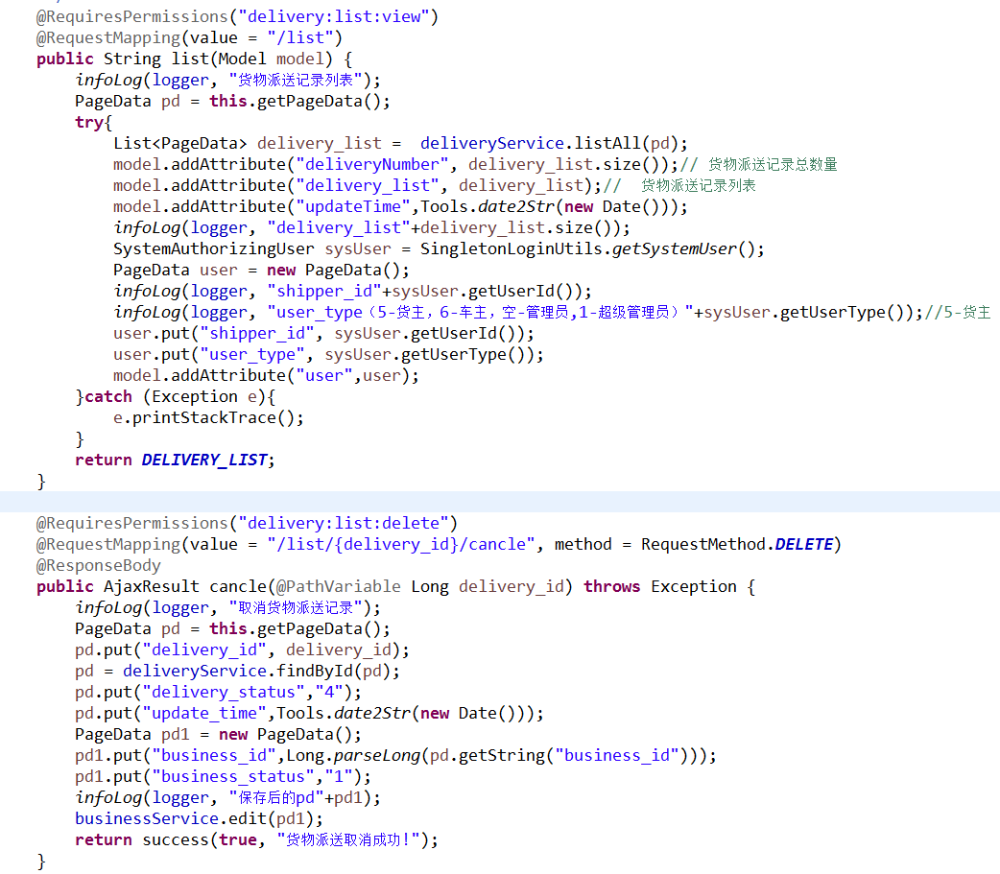 @RequiresPermissions("delivery:list:view")
@RequestMapping(value = "/list")
public String list(Model model) {
infoLog(logger, "货物派送记录列表");
PageData pd = this.getPageData();
try{
List<PageData> delivery_list =  deliveryService.listAll(pd);
model.addAttribute("deliveryNumber", delivery_list.size());// 货物派送记录总数量
model.addAttribute("delivery_list", delivery_list);//  货物派送记录列表
model.addAttribute("updateTime",Tools.date2Str(new Date()));
infoLog(logger, "delivery_list"+delivery_list.size());
SystemAuthorizingUser sysUser = SingletonLoginUtils.getSystemUser();
PageData user = new PageData();
infoLog(logger, "shipper_id"+sysUser.getUserId());
infoLog(logger, "user_type（5-货主，6-车主，空-管理员,1-超级管理员）"+sysUser.getUserType());//5-货主
user.put("shipper_id", sysUser.getUserId());
user.put("user_type", sysUser.getUserType());
model.addAttribute("user",user);
}catch (Exception e){
e.printStackTrace();
}
return DELIVERY_LIST;
}
@RequiresPermissions("delivery:list:delete")
@RequestMapping(value = "/list/{delivery_id}/cancle", method = RequestMethod.DELETE)
@ResponseBody
public AjaxResult cancle(@PathVariable Long delivery_id) throws Exception {
infoLog(logger, "取消货物派送记录");
PageData pd = this.getPageData();
pd.put("delivery_id", delivery_id);
pd = deliveryService.findById(pd);
pd.put("delivery_status","4");
pd.put("update_time",Tools.date2Str(new Date()));
PageData pd1 = new PageData();
pd1.put("business_id",Long.parseLong(pd.getString("business_id")));
pd1.put("business_status","1");
infoLog(logger, "保存后的pd"+pd1);
businessService.edit(pd1);
return success(true, "货物派送取消成功！");
}